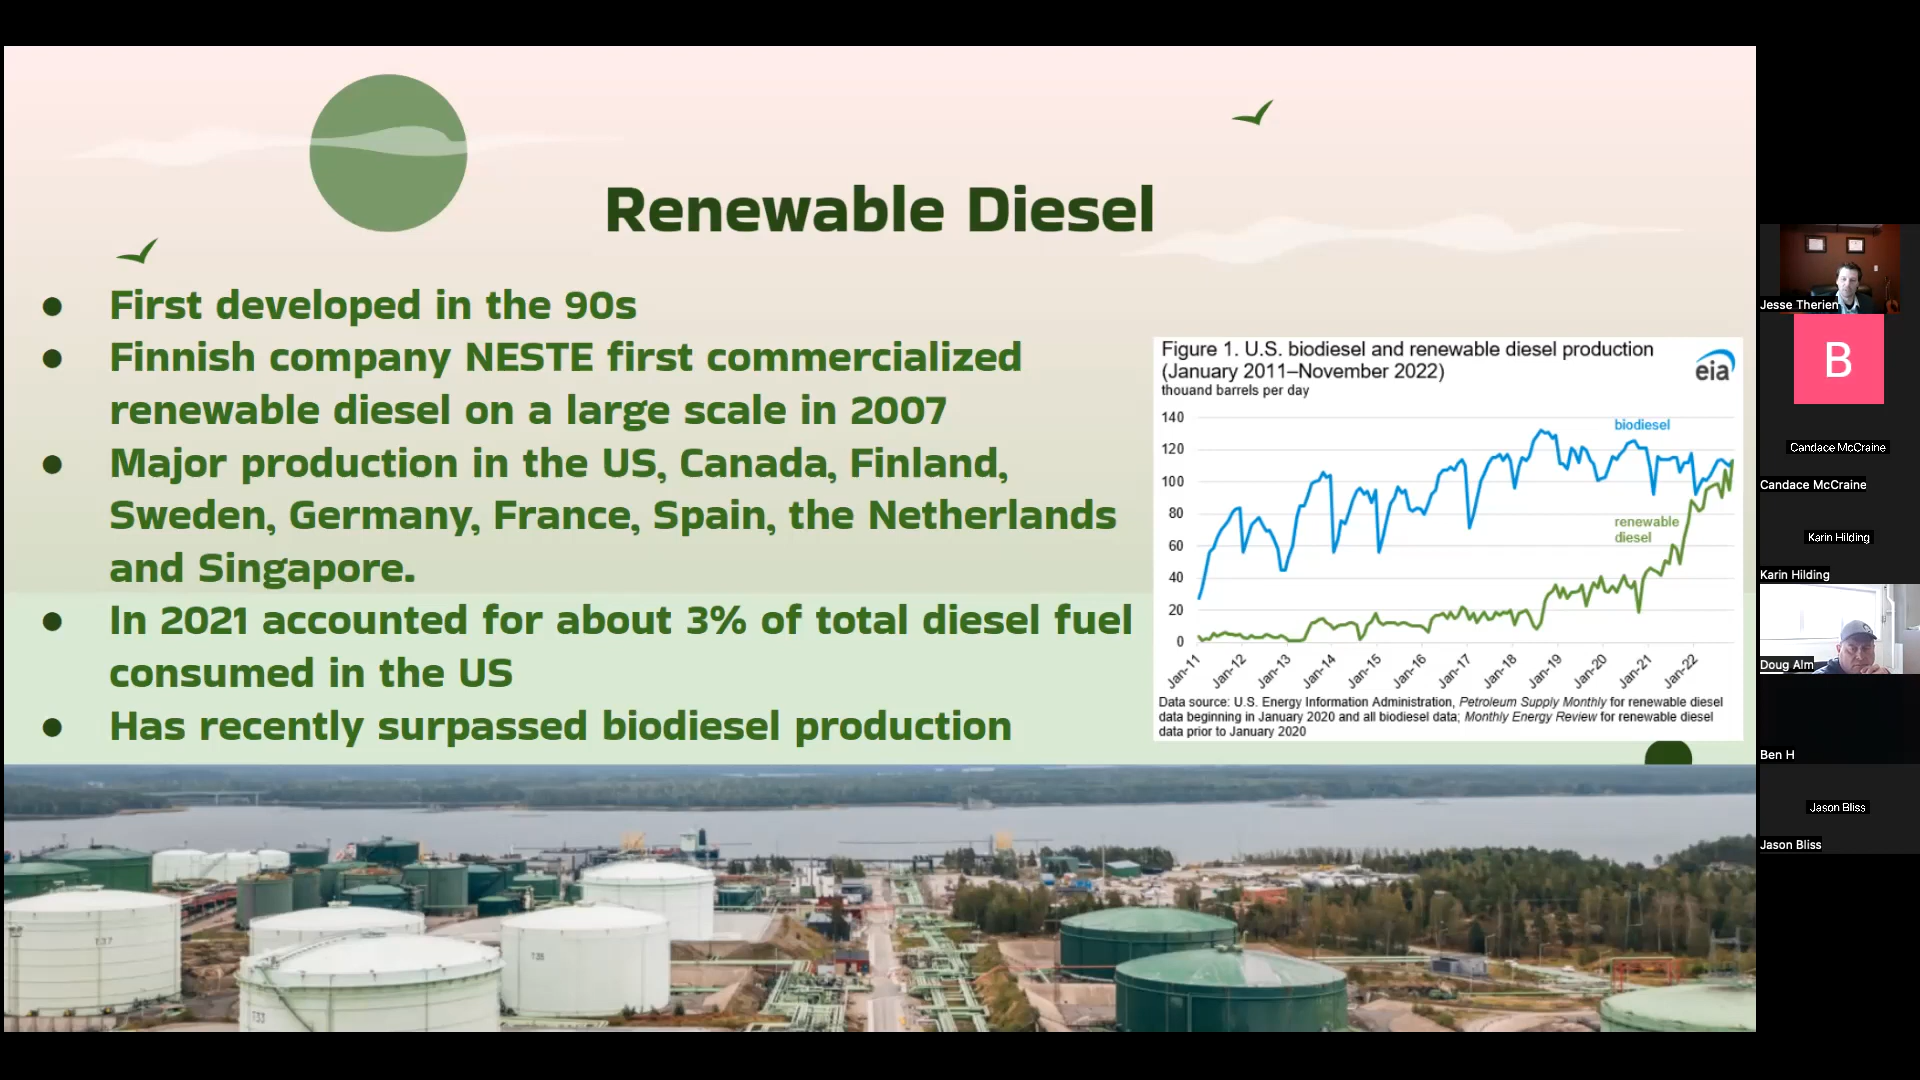 Renewable Diesel
● First developed in the 90s
● Finnish company NESTE first commercialized
renewable diesel on a large scale in 2007
● Major production in the US, Canada, Finland,
Sweden, Germany, France, Spain, the Netherlands
and Singapore.
● In 2021 accounted for about 3% of total diesel fuel
consumed in the US
● Has recently surpassed biodiesel production
Figure 1. U.S. biodiesel and renewable diesel production
(January 2011–November 2022)
thouand barrels per day
eia
140
120
100
80
60
40
20
0
biodiesel
renewable
diesel
Jan-11
Jan-12
Jan-13
Jan-14
Jan-15
Jan-16
Jan-17
Jan-18
Jan-19
Jan-20
Jan-21
Jan-22
Data source: U.S. Energy Information Administration, Petroleum Supply Monthly for renewable diesel
data beginning in January 2020 and all biodiesel data; Monthly Energy Review for renewable diesel
data prior to January 2020
T37
T33
Jesse Therien
B
Candace McCraine
Candace McCraine
Karin Hilding
Karin Hilding
Doug Alm
Ben H
Jason Bliss
Jason Bliss